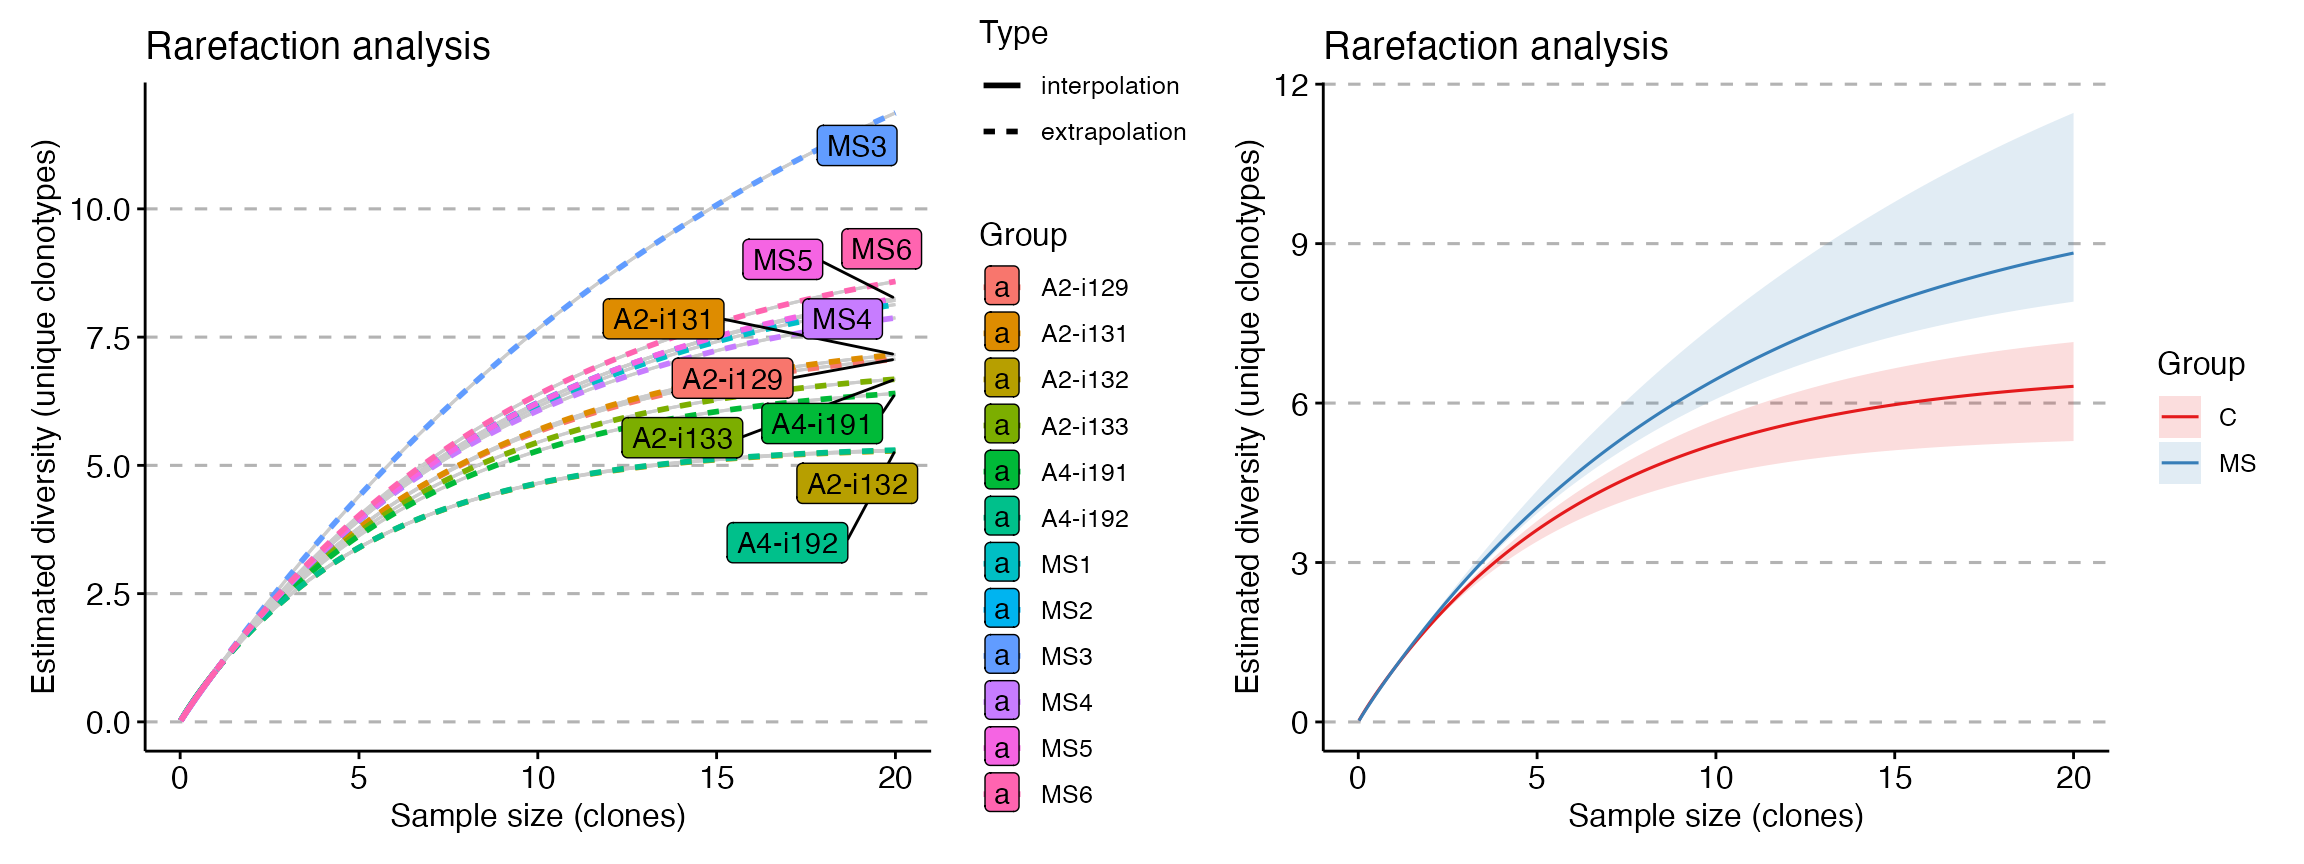 Rarefaction analysis
Estimated diversity (unique clonotypes)
10.0
7.5
5.0
2.5
0.0
0
5
10
15
20
Sample size (clones)
MS3
MS6
MS5
A2-i131
MS4
A2-i129
A4-i191
A2-i133
A2-i132
A4-i192
Type
interpolation
extrapolation
Group
a A2-i129
a A2-i131
a A2-i132
a A2-i133
a A4-i191
a A4-i192
a MS1
a MS2
a MS3
a MS4
a MS5
a MS6
Rarefaction analysis
Estimated diversity (unique clonotypes)
12
9
6
3
0
0
5
10
15
20
Sample size (clones)
Group
C
MS